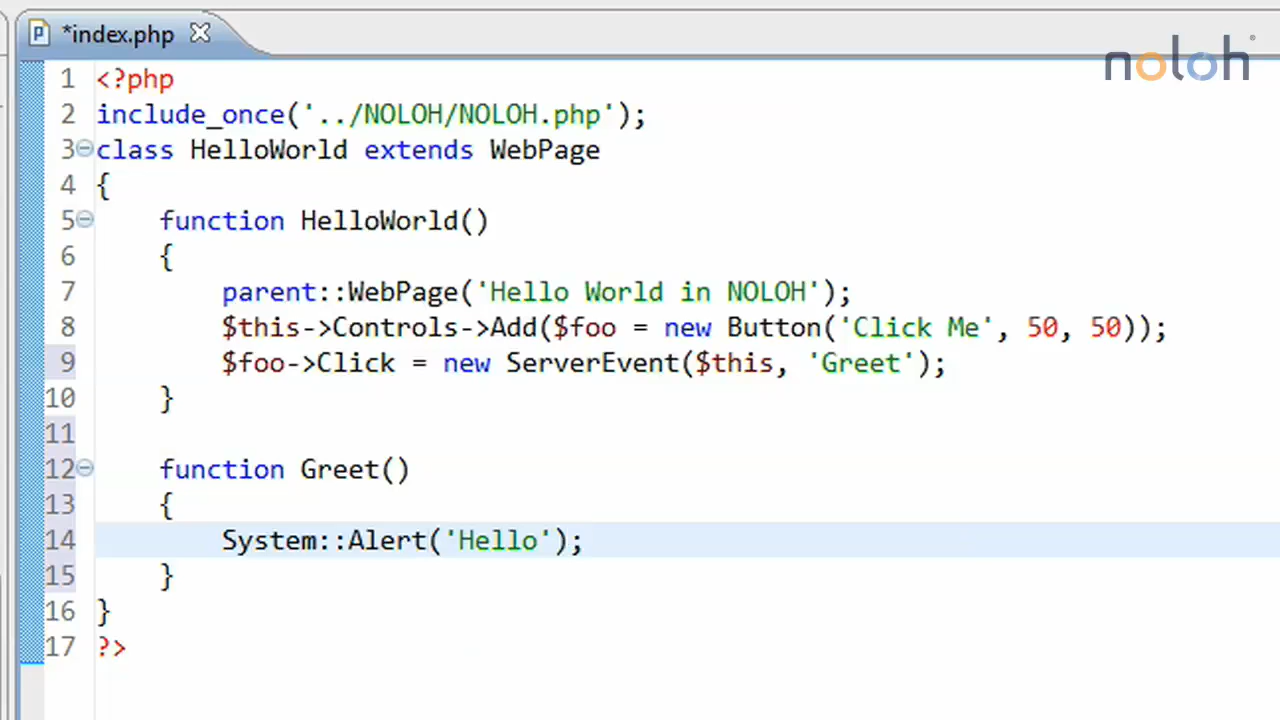 *index.php
noloh
1 <?php
2 include_once('../NOLOH/NOLOH.php');
3 class HelloWorld extends WebPage
4 {
5 function HelloWorld()
6 {
7 parent::WebPage('Hello World in NOLOH');
8 $this->Controls->Add($foo = new Button('Click Me', 50, 50));
9 $foo->Click = new ServerEvent($this, 'Greet');
10 }
11
12 function Greet()
13 {
14 System::Alert('Hello');
15 }
16 }
17 ?>